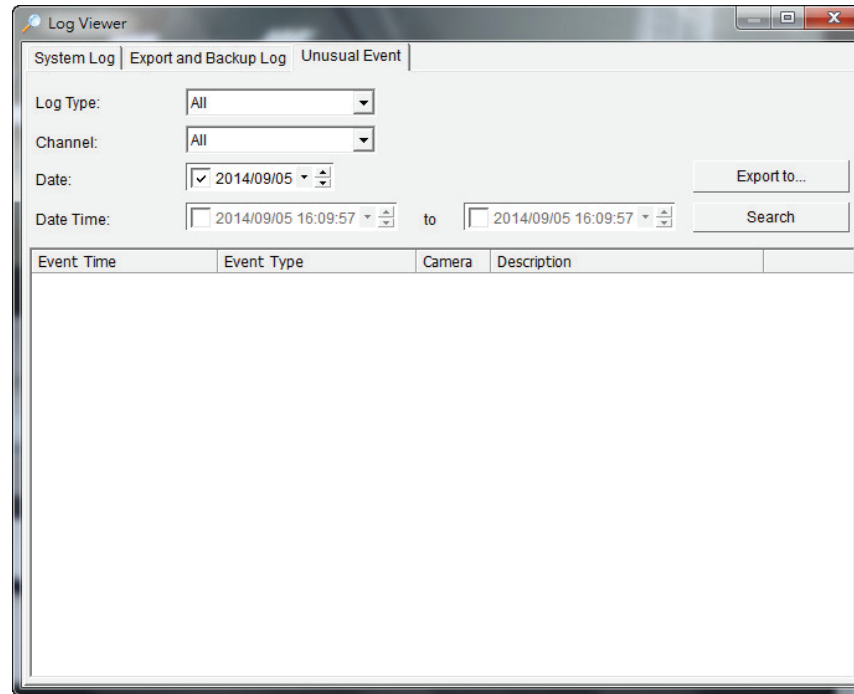 Log Viewer
System Log Export and Backup Log Unusual Event
Log Type: All
Channel: All
Date: 2014/09/05 Export to...
Date Time: 2014/09/05 16:09:57 to 2014/09/05 16:09:57 Search
Event Time Event Type Camera Description